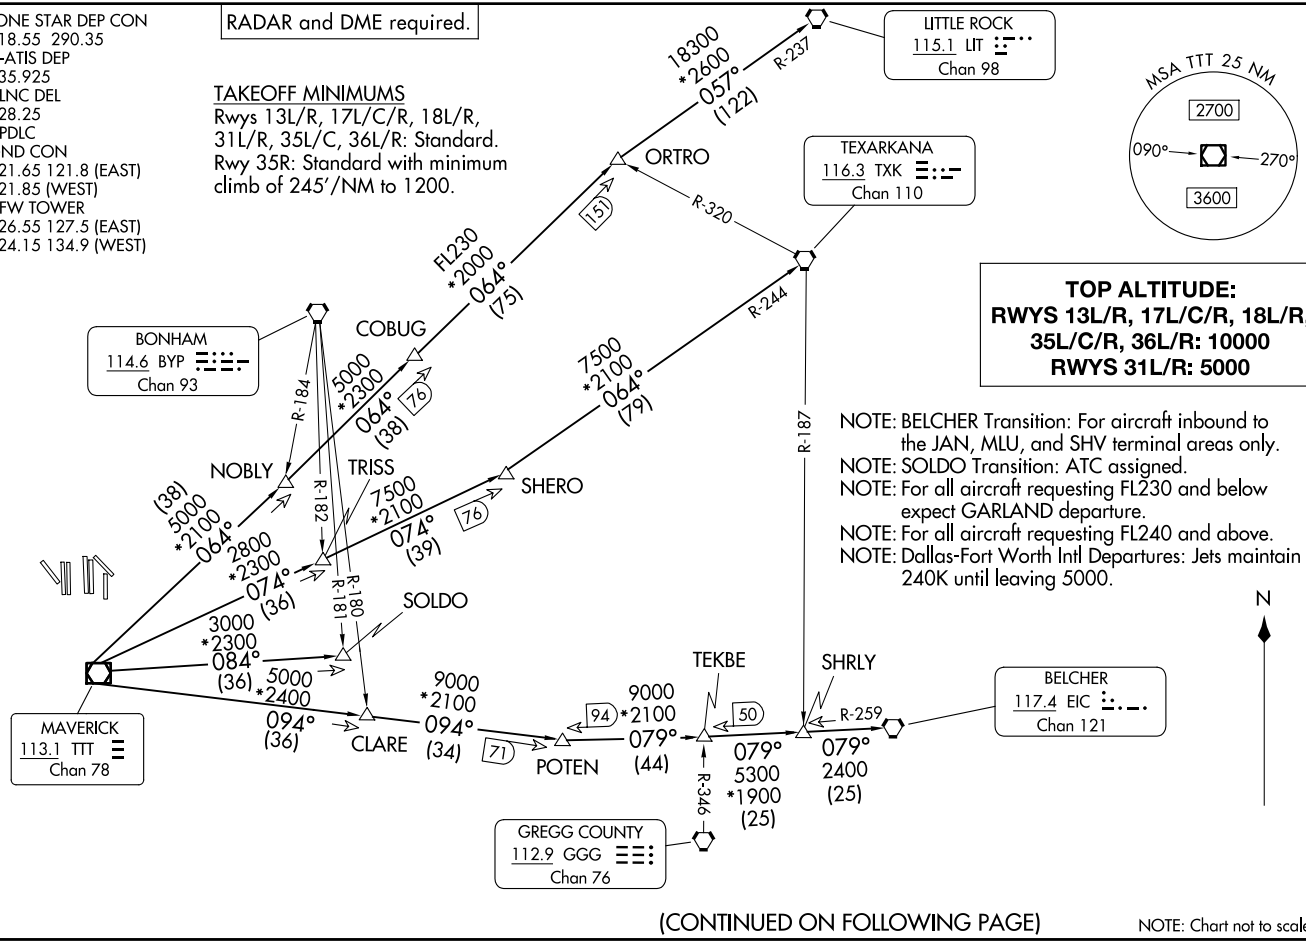 ONE STAR DEP CON
18.55 290.35
-ATIS DEP
35.925
LNC DEL
28.25
PDLC
ND CON
21.65 121.8 (EAST)
21.85 (WEST)
FW TOWER
26.55 127.5 (EAST)
24.15 134.9 (WEST)
RADAR and DME required.
TAKEOFF MINIMUMS
Rwys 13L/R, 17L/C/R, 18L/R,
31L/R, 35L/C, 36L/R: Standard.
Rwy 35R: Standard with minimum
climb of 245'/NM to 1200.
LITTLE ROCK
115.1 LIT
Chan 98
R-237
18300
*2600
057°
(122)
MSA TTT 25 NM
2700
090°
270°
3600
ORTRO
151
TEXARKANA
116.3 TXK
Chan 110
R-320
R-244
R-187
FL230
*2000
064°
(75)
TOP ALTITUDE:
RWYS 13L/R, 17L/C/R, 18L/R,
35L/C/R, 36L/R: 10000
RWYS 31L/R: 5000
BONHAM
114.6 BYP
Chan 93
COBUG
76
R-184
R-182
R-181
R-180
5000
*2300
064°
(38)
7500
*2100
064°
(79)
NOTE: BELCHER Transition: For aircraft inbound to
the JAN, MLU, and SHV terminal areas only.
NOTE: SOLDO Transition: ATC assigned.
NOTE: For all aircraft requesting FL230 and below
expect GARLAND departure.
NOTE: For all aircraft requesting FL240 and above.
NOTE: Dallas-Fort Worth Intl Departures: Jets maintain
240K until leaving 5000.
NOBLY
TRISS
SHERO
76
(38)
5000
*2100
064°
7500
*2100
074°
(39)
2800
*2300
074°
(36)
SOLDO
3000
*2300
084°
(36)
N
5000
*2400
094°
(36)
CLARE
9000
*2100
094°
(34)
71
POTEN
94
9000
*2100
079°
(44)
TEKBE
50
SHRLY
R-259
079°
5300
*1900
(25)
079°
2400
(25)
BELCHER
117.4 EIC
Chan 121
MAVERICK
113.1 TTT
Chan 78
R-346
GREGG COUNTY
112.9 GGG
Chan 76
(CONTINUED ON FOLLOWING PAGE)
NOTE: Chart not to scale